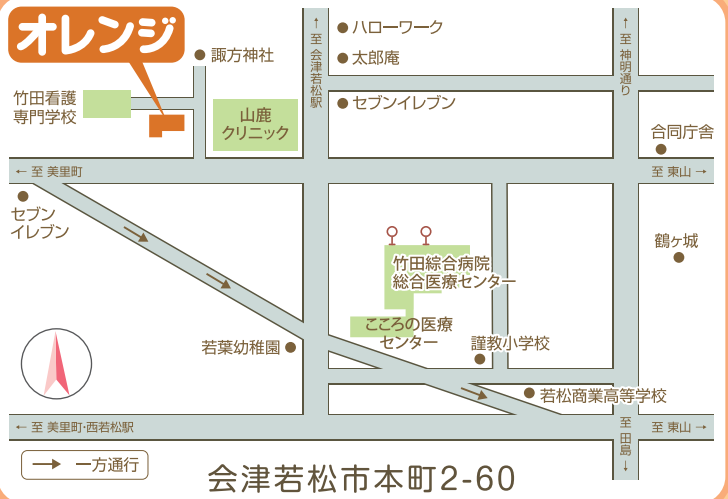 オレンジ
諏方神社
竹田看護
専門学校
山鹿
クリニック
↑至 会津若松駅
ハローワーク
太郎庵
セブンイレブン
↑至 神明通り
合同庁舎
← 至 美里町
至 東山 →
セブン
イレブン
鶴ヶ城
竹田綜合病院
総合医療センター
こころの医療
センター
若葉幼稚園
謹教小学校
若松商業高等学校
← 至 美里町・西若松駅
至 田島↓
至 東山 →
→ 一方通行
会津若松市本町2-60